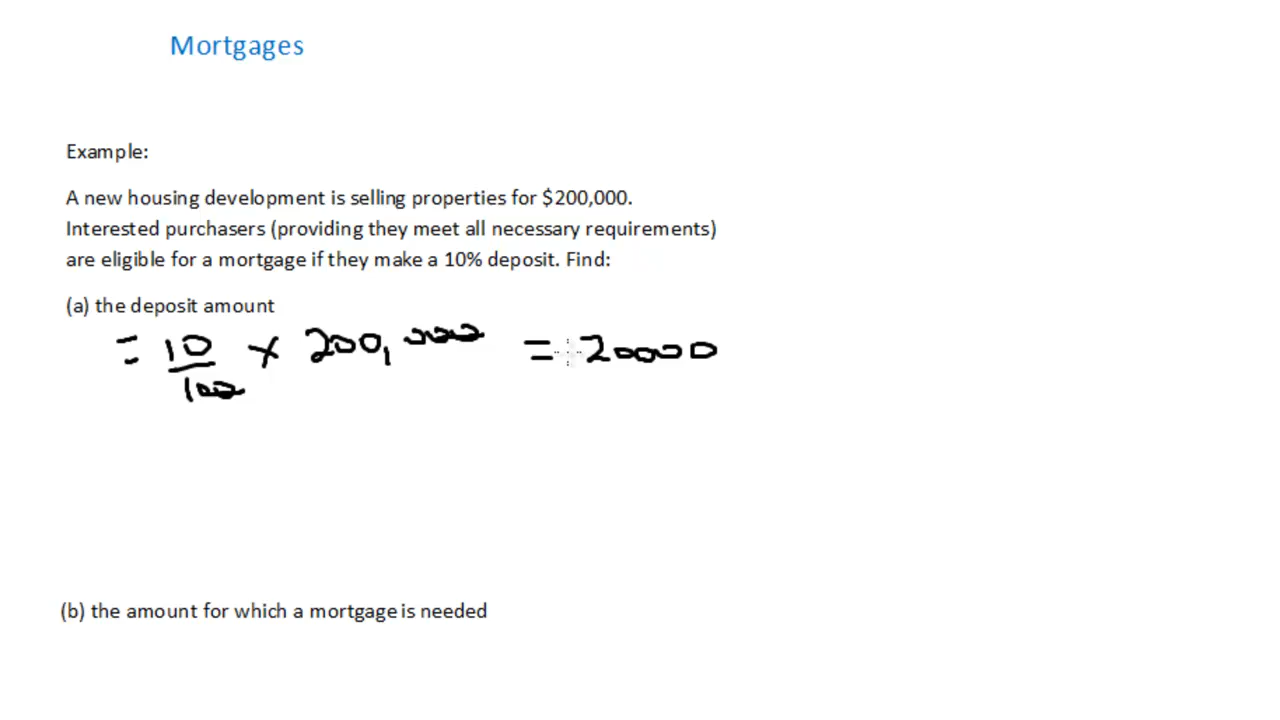 Mortgages
Example:
A new housing development is selling properties for $200,000.
Interested purchasers (providing they meet all necessary requirements)
are eligible for a mortgage if they make a 10% deposit. Find:
(a) the deposit amount
= 10/100 × 200,000 = 20000
(b) the amount for which a mortgage is needed